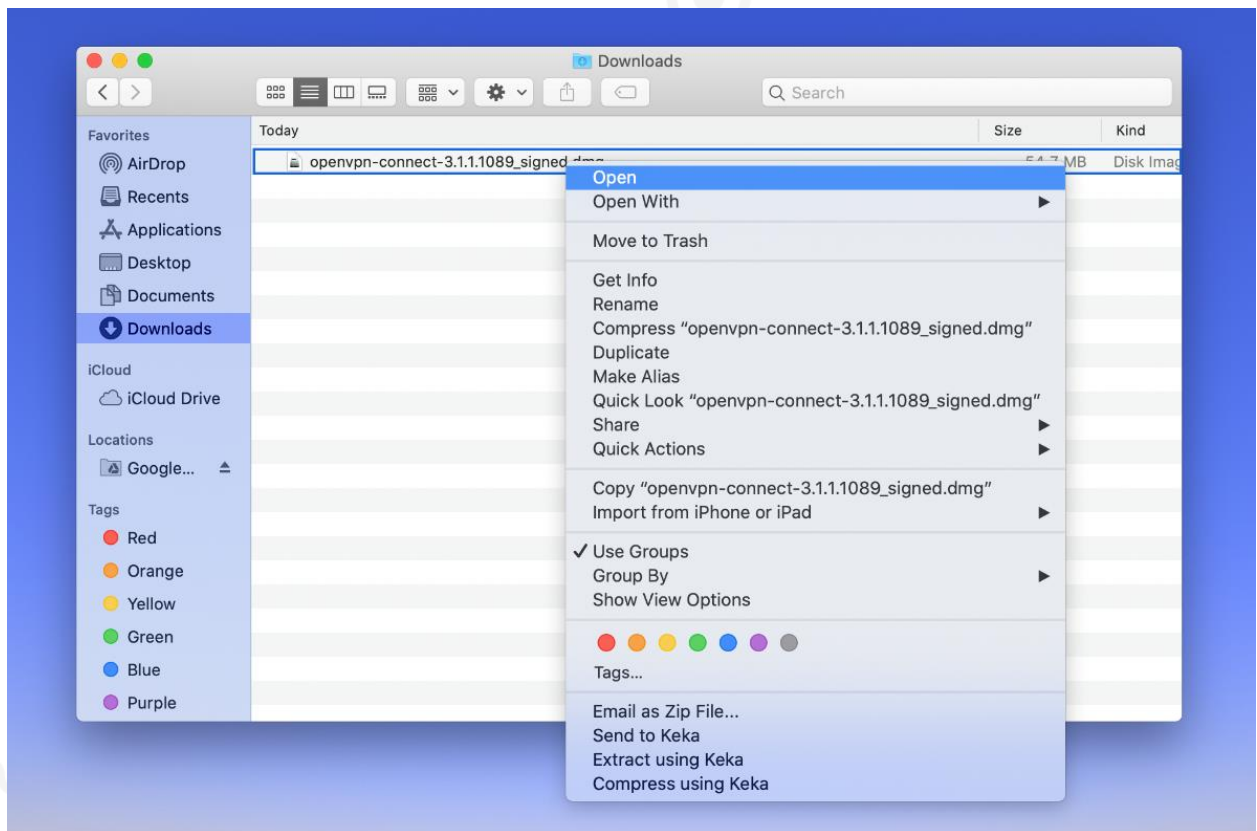 Downloads
Search
Favorites
AirDrop
Recents
Applications
Desktop
Documents
Downloads
iCloud
iCloud Drive
Locations
Google...
Tags
Red
Orange
Yellow
Green
Blue
Purple
Today Size Kind
openvpn-connect-3.1.1.1089_signed.dmg 54.7 MB Disk Imag
Open
Open With
Move to Trash
Get Info
Rename
Compress “openvpn-connect-3.1.1.1089_signed.dmg”
Duplicate
Make Alias
Quick Look “openvpn-connect-3.1.1.1089_signed.dmg”
Share
Quick Actions
Copy “openvpn-connect-3.1.1.1089_signed.dmg”
Import from iPhone or iPad
✓ Use Groups
Group By
Show View Options
Tags...
Email as Zip File...
Send to Keka
Extract using Keka
Compress using Keka